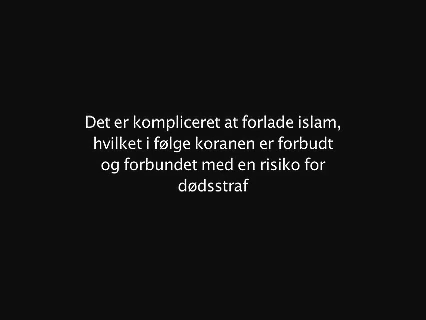 Det er kompliceret at forlade islam,
hvilket i følge koranen er forbudt
og forbundet med en risiko for
dødsstraf